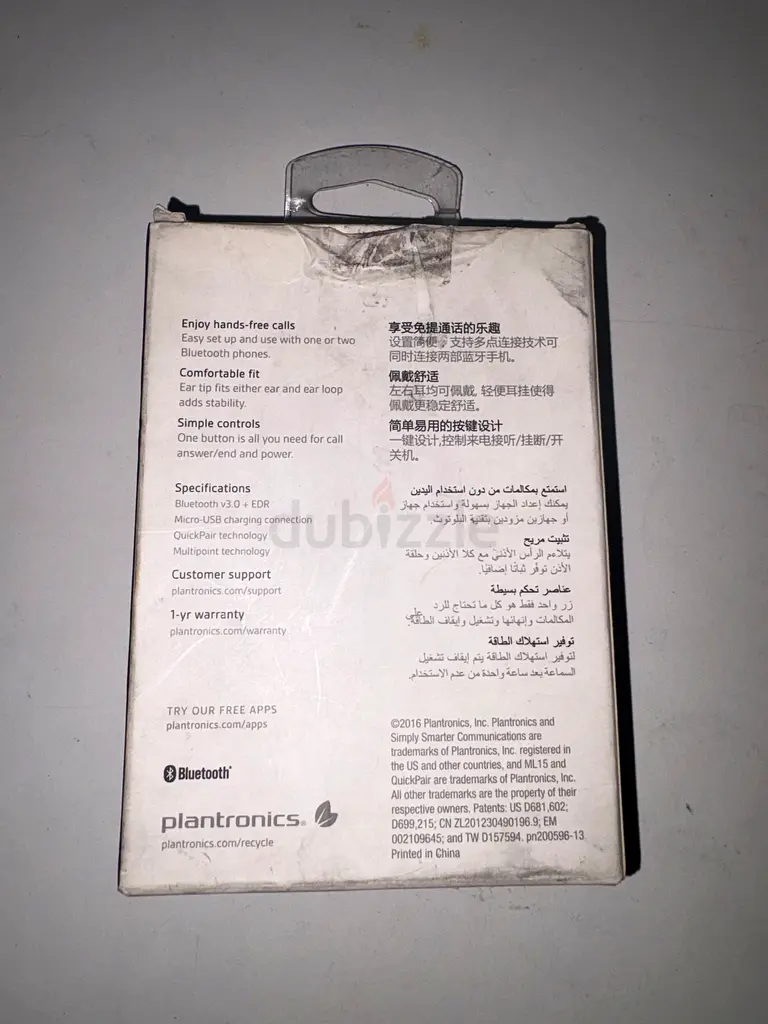 Enjoy hands-free calls
Easy set up and use with one or two
Bluetooth phones.
Comfortable fit
Ear tip fits either ear and ear loop
adds stability.
Simple controls
One button is all you need for call
answer/end and power.
Specifications
Bluetooth v3.0 + EDR
Micro-USB charging connection
QuickPair technology
Multipoint technology
Customer support
plantronics.com/support
1-yr warranty
plantronics.com/warranty
TRY OUR FREE APPS
plantronics.com/apps
Bluetooth®
plantronics®
plantronics.com/recycle
享受免提通话的乐趣
设置简便，支持多点连接技术可
同时连接两部蓝牙手机。
佩戴舒适
左右耳均可佩戴, 轻便耳挂使得
佩戴更稳定舒适。
简单易用的按键设计
一键设计,控制来电接听/挂断/开
关机。
استمتع بمكالمات من دون استخدام اليدين
يمكنك إعداد الجهاز بسهولة واستخدام جهاز
أو جهازين مزودين بتقنية البلوتوث.
تثبيت مريح
يتلاءم الرأس الأذنيّ مع كلا الأذنين وحلقة
الأذن توفّر ثباتًا إضافيًا.
عناصر تحكم بسيطة
زر واحد فقط هو كل ما تحتاج للرد على
المكالمات وإنهائها وتشغيل وإيقاف الطاقة.
توفير استهلاك الطاقة
لتوفير استهلاك الطاقة يتم إيقاف تشغيل
السماعة بعد ساعة واحدة من عدم الاستخدام.
©2016 Plantronics, Inc. Plantronics and
Simply Smarter Communications are
trademarks of Plantronics, Inc. registered in
the US and other countries, and ML15 and
QuickPair are trademarks of Plantronics, Inc.
All other trademarks are the property of their
respective owners. Patents: US D681,602;
D699,215; CN ZL201230490196.9; EM
002109645; and TW D157594. pn200596-13
Printed in China
dubizzle